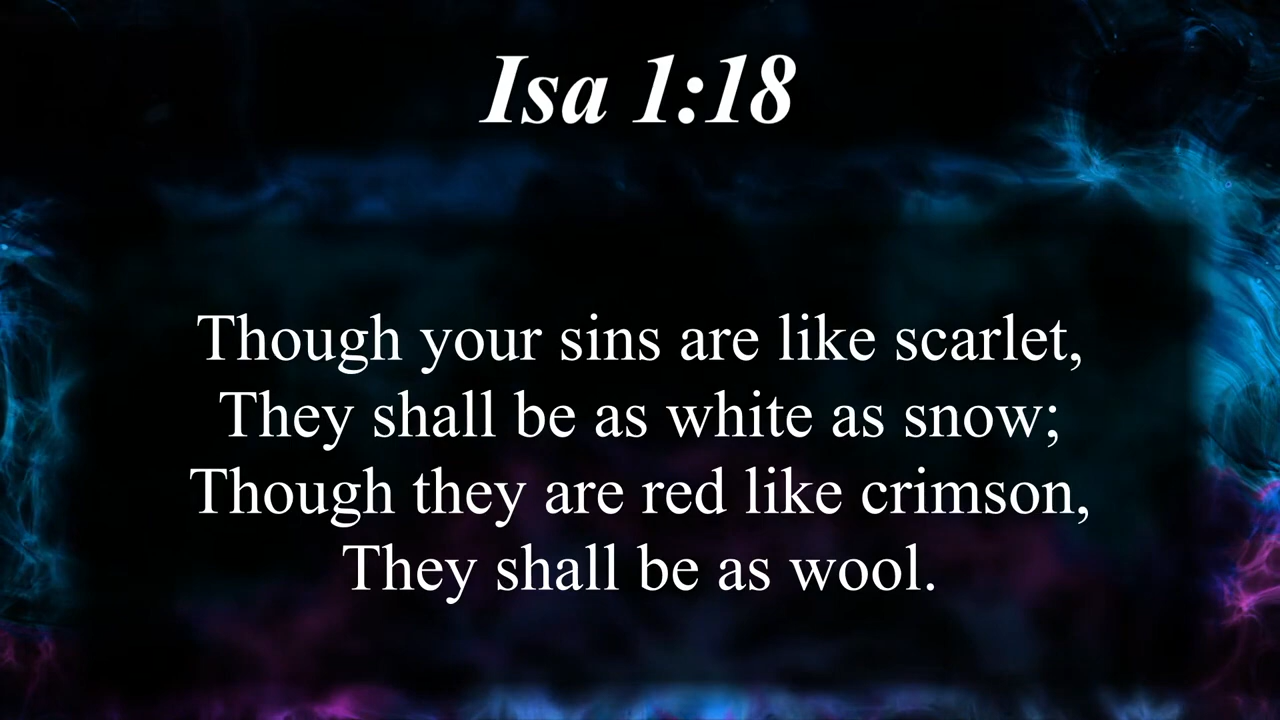 Isa 1:18
Though your sins are like scarlet,
They shall be as white as snow;
Though they are red like crimson,
They shall be as wool.